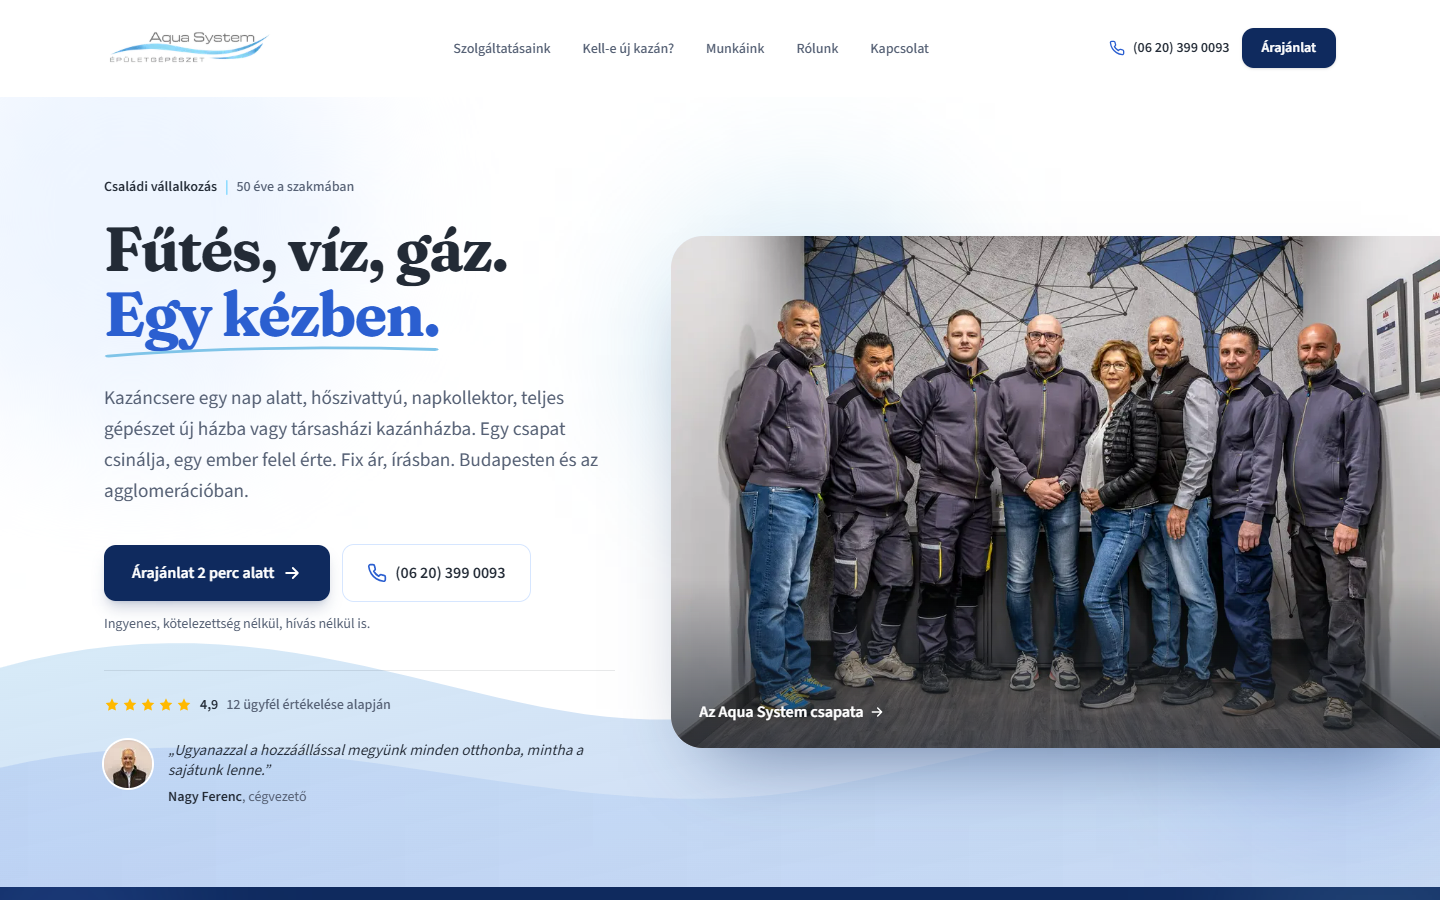 Aqua System
ÉPÜLETGÉPÉSZET
Szolgáltatásaink
Kell-e új kazán?
Munkáink
Rólunk
Kapcsolat
(06 20) 399 0093
Árajánlat
Családi vállalkozás | 50 éve a szakmában
Fűtés, víz, gáz.
Egy kézben.
Kazáncsere egy nap alatt, hőszivattyú, napkollektor, teljes
gépészet új házba vagy társasházi kazánházba. Egy csapat
csinálja, egy ember felel érte. Fix ár, írásban. Budapesten és az
agglomerációban.
Árajánlat 2 perc alatt →
(06 20) 399 0093
Ingyenes, kötelezettség nélkül, hívás nélkül is.
4,9 12 ügyfél értékelése alapján
„Ugyanazzal a hozzáállással megyünk minden otthonba, mintha a
sajátunk lenne.”
Nagy Ferenc, cégvezető
Az Aqua System csapata →